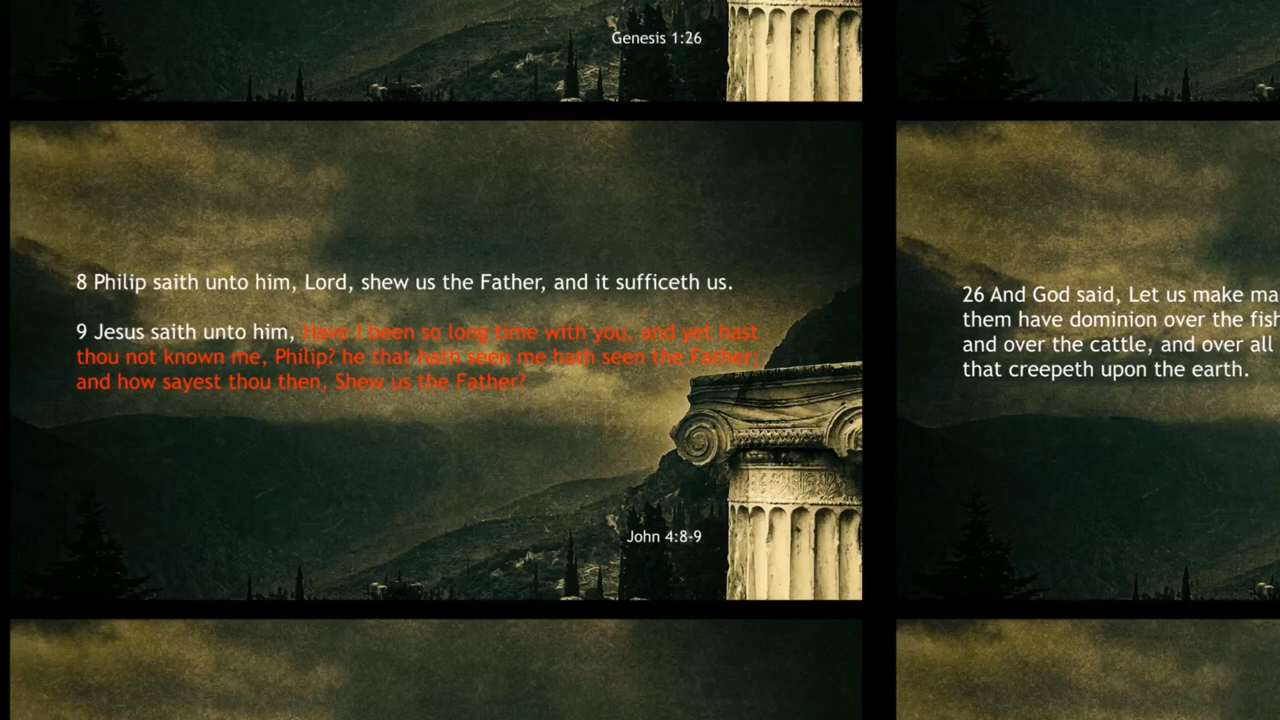 Genesis 1:26
8 Philip saith unto him, Lord, shew us the Father, and it sufficeth us.
9 Jesus saith unto him, Have I been so long time with you, and yet hast
thou not known me, Philip? he that hath seen me hath seen the Father;
and how sayest thou then, Shew us the Father?
John 4:8-9
26 And God said, Let us make ma
them have dominion over the fish
and over the cattle, and over all
that creepeth upon the earth.